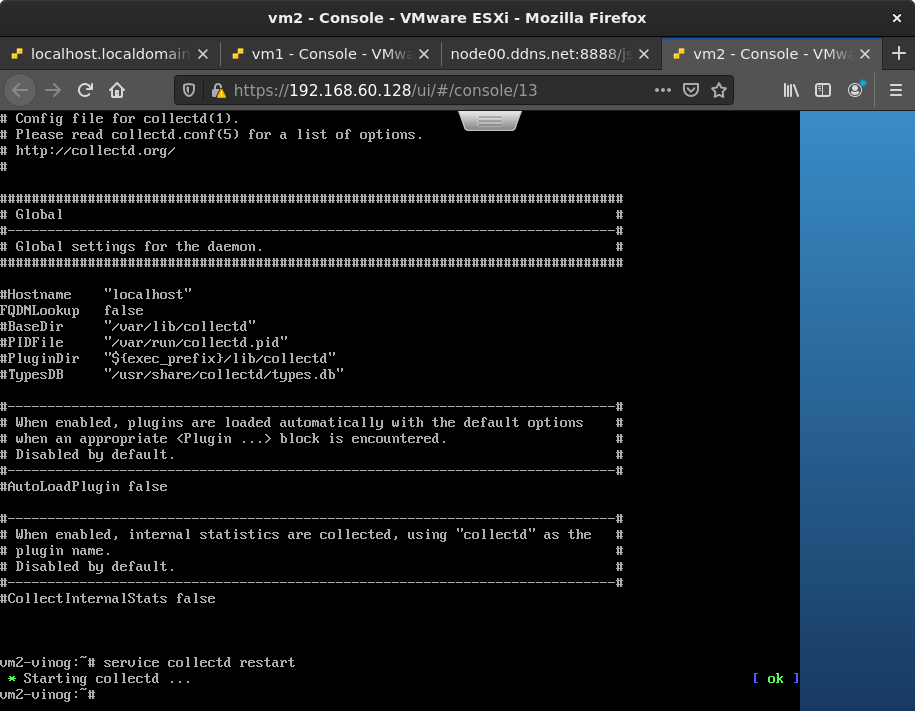 vm2 - Console - VMware ESXi - Mozilla Firefox
localhost.localdomain
vm1 - Console - VMwa
node00.ddns.net:8888/js
vm2 - Console - VMwa
https://192.168.60.128/ui/#/console/13
# Config file for collectd(1).
# Please read collectd.conf(5) for a list of options.
# http://collectd.org/
#
##############################################################################
# Global                                                                     #
#----------------------------------------------------------------------------#
# Global settings for the daemon.                                            #
##############################################################################
#Hostname    "localhost"
FQDNLookup   false
#BaseDir     "/var/lib/collectd"
#PIDFile     "/var/run/collectd.pid"
#PluginDir   "${exec_prefix}/lib/collectd"
#TypesDB     "/usr/share/collectd/types.db"
#----------------------------------------------------------------------------#
# When enabled, plugins are loaded automatically with the default options    #
# when an appropriate <Plugin ...> block is encountered.                     #
# Disabled by default.                                                       #
#----------------------------------------------------------------------------#
#AutoLoadPlugin false
#----------------------------------------------------------------------------#
# When enabled, internal statistics are collected, using "collectd" as the   #
# plugin name.                                                               #
# Disabled by default.                                                       #
#----------------------------------------------------------------------------#
#CollectInternalStats false
vm2-vinog:~# service collectd restart
* Starting collectd ... [ ok ]
vm2-vinog:~#